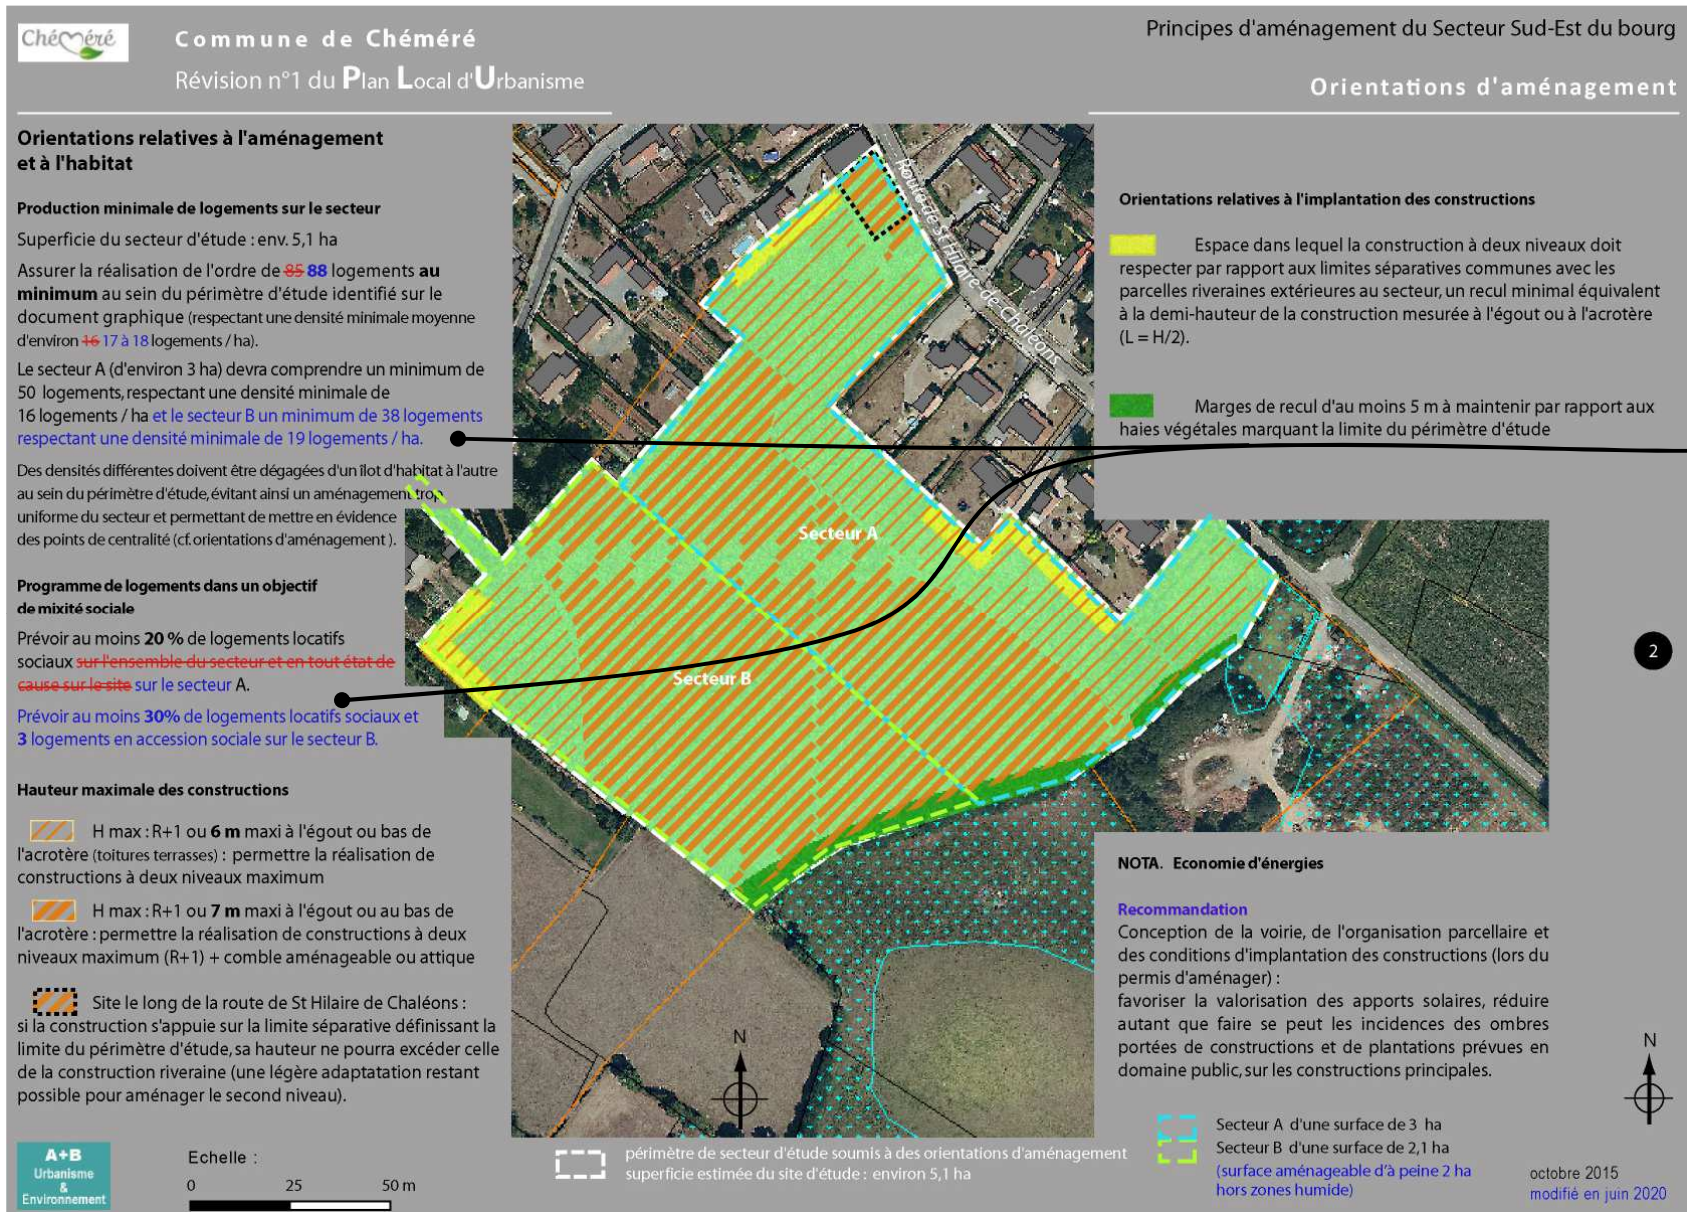 Chéméré
Commune de Chéméré
Révision n°1 du Plan Local d'Urbanisme
Principes d'aménagement du Secteur Sud-Est du bourg
Orientations d'aménagement
Orientations relatives à l'aménagement
et à l'habitat
Production minimale de logements sur le secteur
Superficie du secteur d'étude : env. 5,1 ha
Assurer la réalisation de l'ordre de 85 88 logements au
minimum au sein du périmètre d'étude identifié sur le
document graphique (respectant une densité minimale moyenne
d'environ 16 17 à 18 logements / ha).
Le secteur A (d'environ 3 ha) devra comprendre un minimum de
50 logements, respectant une densité minimale de
16 logements / ha et le secteur B un minimum de 38 logements
respectant une densité minimale de 19 logements / ha.
Des densités différentes doivent être dégagées d'un îlot d'habitat à l'autre
au sein du périmètre d'étude, évitant ainsi un aménagement trop
uniforme du secteur et permettant de mettre en évidence
des points de centralité (cf. orientations d'aménagement ).
Programme de logements dans un objectif
de mixité sociale
Prévoir au moins 20 % de logements locatifs
sociaux sur l'ensemble du secteur et en tout état de
cause sur le site sur le secteur A.
Prévoir au moins 30% de logements locatifs sociaux et
3 logements en accession sociale sur le secteur B.
Hauteur maximale des constructions
H max : R+1 ou 6 m maxi à l'égout ou bas de
l'acrotère (toitures terrasses) : permettre la réalisation de
constructions à deux niveaux maximum
H max : R+1 ou 7 m maxi à l'égout ou au bas de
l'acrotère : permettre la réalisation de constructions à deux
niveaux maximum (R+1) + comble aménageable ou attique
Site le long de la route de St Hilaire de Chaléons :
si la construction s'appuie sur la limite séparative définissant la
limite du périmètre d'étude, sa hauteur ne pourra excéder celle
de la construction riveraine (une légère adaptatation restant
possible pour aménager le second niveau).
Route de St Hilaire-de-Chaléons
Secteur A
Secteur B
N
Orientations relatives à l'implantation des constructions
Espace dans lequel la construction à deux niveaux doit
respecter par rapport aux limites séparatives communes avec les
parcelles riveraines extérieures au secteur, un recul minimal équivalent
à la demi-hauteur de la construction mesurée à l'égout ou à l'acrotère
(L = H/2).
Marges de recul d'au moins 5 m à maintenir par rapport aux
haies végétales marquant la limite du périmètre d'étude
2
NOTA. Economie d'énergies
Recommandation
Conception de la voirie, de l'organisation parcellaire et
des conditions d'implantation des constructions (lors du
permis d'aménager) :
favoriser la valorisation des apports solaires, réduire
autant que faire se peut les incidences des ombres
portées de constructions et de plantations prévues en
domaine public, sur les constructions principales.
N
A+B
Urbanisme
&
Environnement
Echelle :
0 25 50 m
périmètre de secteur d'étude soumis à des orientations d'aménagement
superficie estimée du site d'étude : environ 5,1 ha
Secteur A d'une surface de 3 ha
Secteur B d'une surface de 2,1 ha
(surface aménageable d'à peine 2 ha
hors zones humide)
octobre 2015
modifié en juin 2020